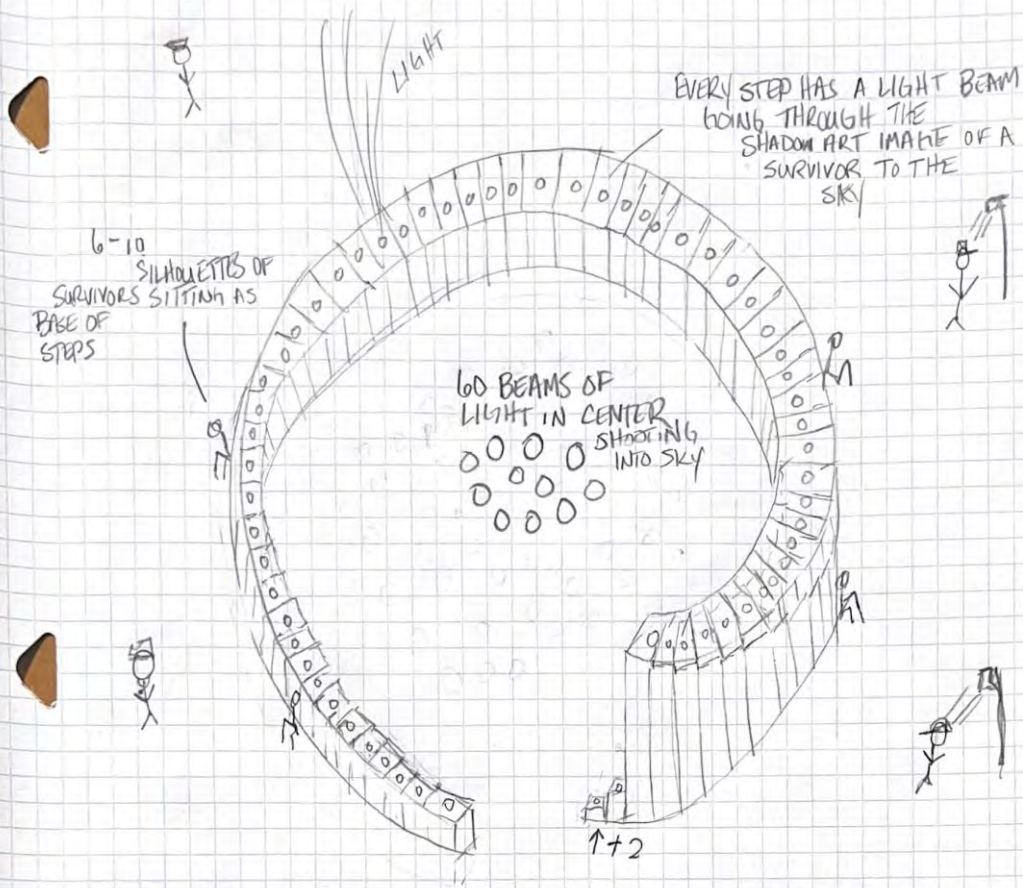 LIGHT
EVERY STEP HAS A LIGHT BEAM
GOING THROUGH THE
SHADOW ART IMAGE OF A
SURVIVOR TO THE
SKY
6-10
SILHOUETTES OF
SURVIVORS SITTING AS
BASE OF
STEPS
60 BEAMS OF
LIGHT IN CENTER
SHOOTING
INTO SKY
↑+2